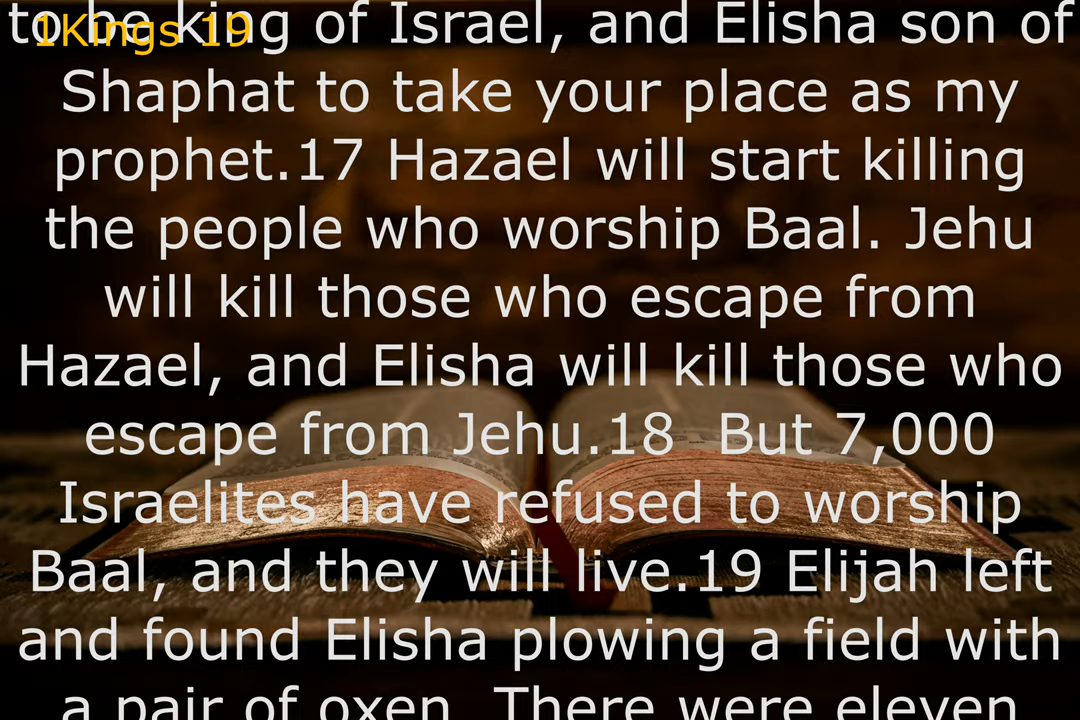 1Kings 19
to be king of Israel, and Elisha son of
Shaphat to take your place as my
prophet.17 Hazael will start killing
the people who worship Baal. Jehu
will kill those who escape from
Hazael, and Elisha will kill those who
escape from Jehu.18  But 7,000
Israelites have refused to worship
Baal, and they will live.19 Elijah left
and found Elisha plowing a field with
a pair of oxen. There were eleven